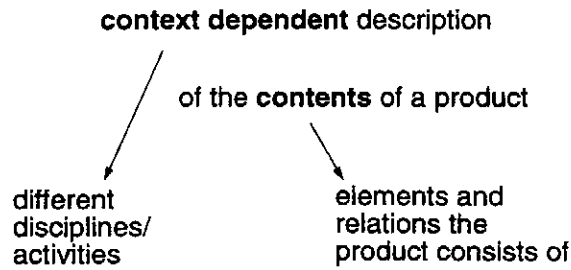 context dependent description
of the contents of a product
different
disciplines/
activities
elements and
relations the
product consists of